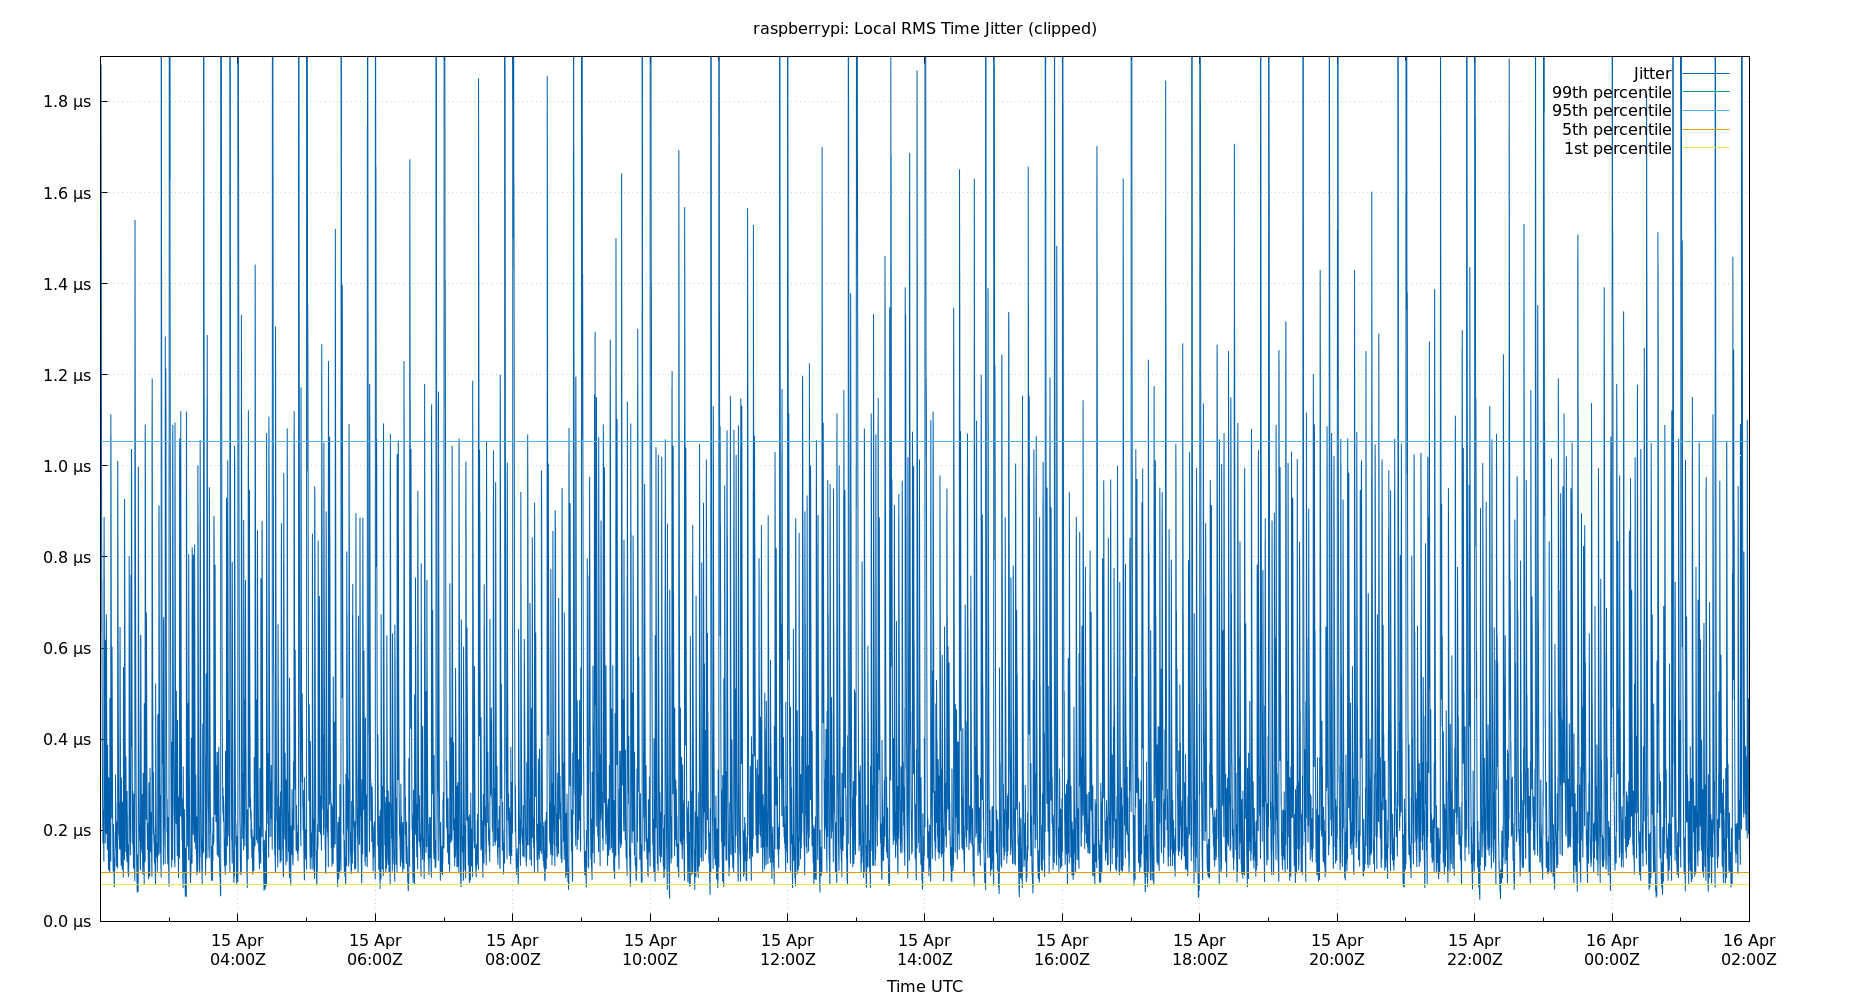 raspberrypi: Local RMS Time Jitter (clipped)
Jitter
99th percentile
95th percentile
5th percentile
1st percentile
1.8 µs
1.6 µs
1.4 µs
1.2 µs
1.0 µs
0.8 µs
0.6 µs
0.4 µs
0.2 µs
0.0 µs
15 Apr 15 Apr 15 Apr 15 Apr 15 Apr 15 Apr 15 Apr 15 Apr 15 Apr 15 Apr 16 Apr 16 Apr
04:00Z 06:00Z 08:00Z 10:00Z 12:00Z 14:00Z 16:00Z 18:00Z 20:00Z 22:00Z 00:00Z 02:00Z
Time UTC